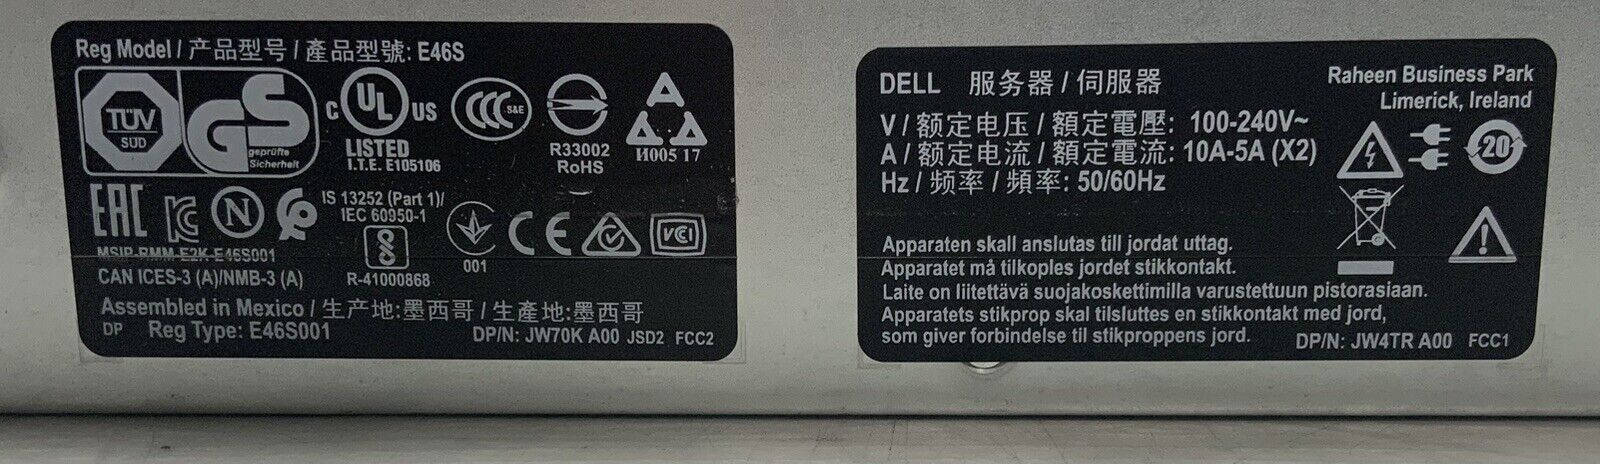 Reg Model / 产品型号 / 產品型號: E46S
TÜV
SÜD
GS
geprüfte
Sicherheit
C UL US
LISTED
I.T.E. E105106
CCC S&E
R33002
RoHS
И005 17
EAC
N
IS 13252 (Part 1)/
IEC 60950-1
R-41000868
001
CE
VCI
MSIP-RMM-E2K-E46S001
CAN ICES-3 (A)/NMB-3 (A)
Assembled in Mexico / 生产地:墨西哥 / 生產地:墨西哥
DP Reg Type: E46S001
DP/N: JW70K A00 JSD2 FCC2
DELL 服务器 / 伺服器
Raheen Business Park
Limerick, Ireland
V / 额定电压 / 額定電壓: 100-240V~
A / 额定电流 / 額定電流: 10A-5A (X2)
Hz / 频率 / 頻率: 50/60Hz
20
Apparaten skall anslutas till jordat uttag.
Apparatet må tilkoples jordet stikkontakt.
Laite on liitettävä suojakoskettimilla varustettuun pistorasiaan.
Apparatets stikprop skal tilsluttes en stikkontakt med jord,
som giver forbindelse til stikproppens jord.
DP/N: JW4TR A00 FCC1